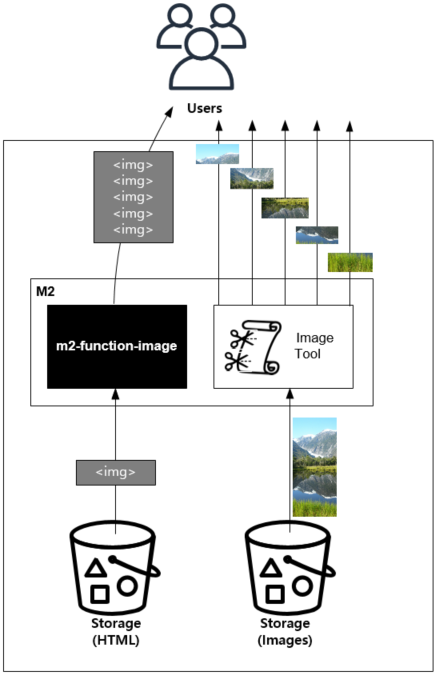 Users
<img>
<img>
<img>
<img>
<img>
M2
m2-function-image
Image
Tool
<img>
Storage
(HTML)
Storage
(Images)